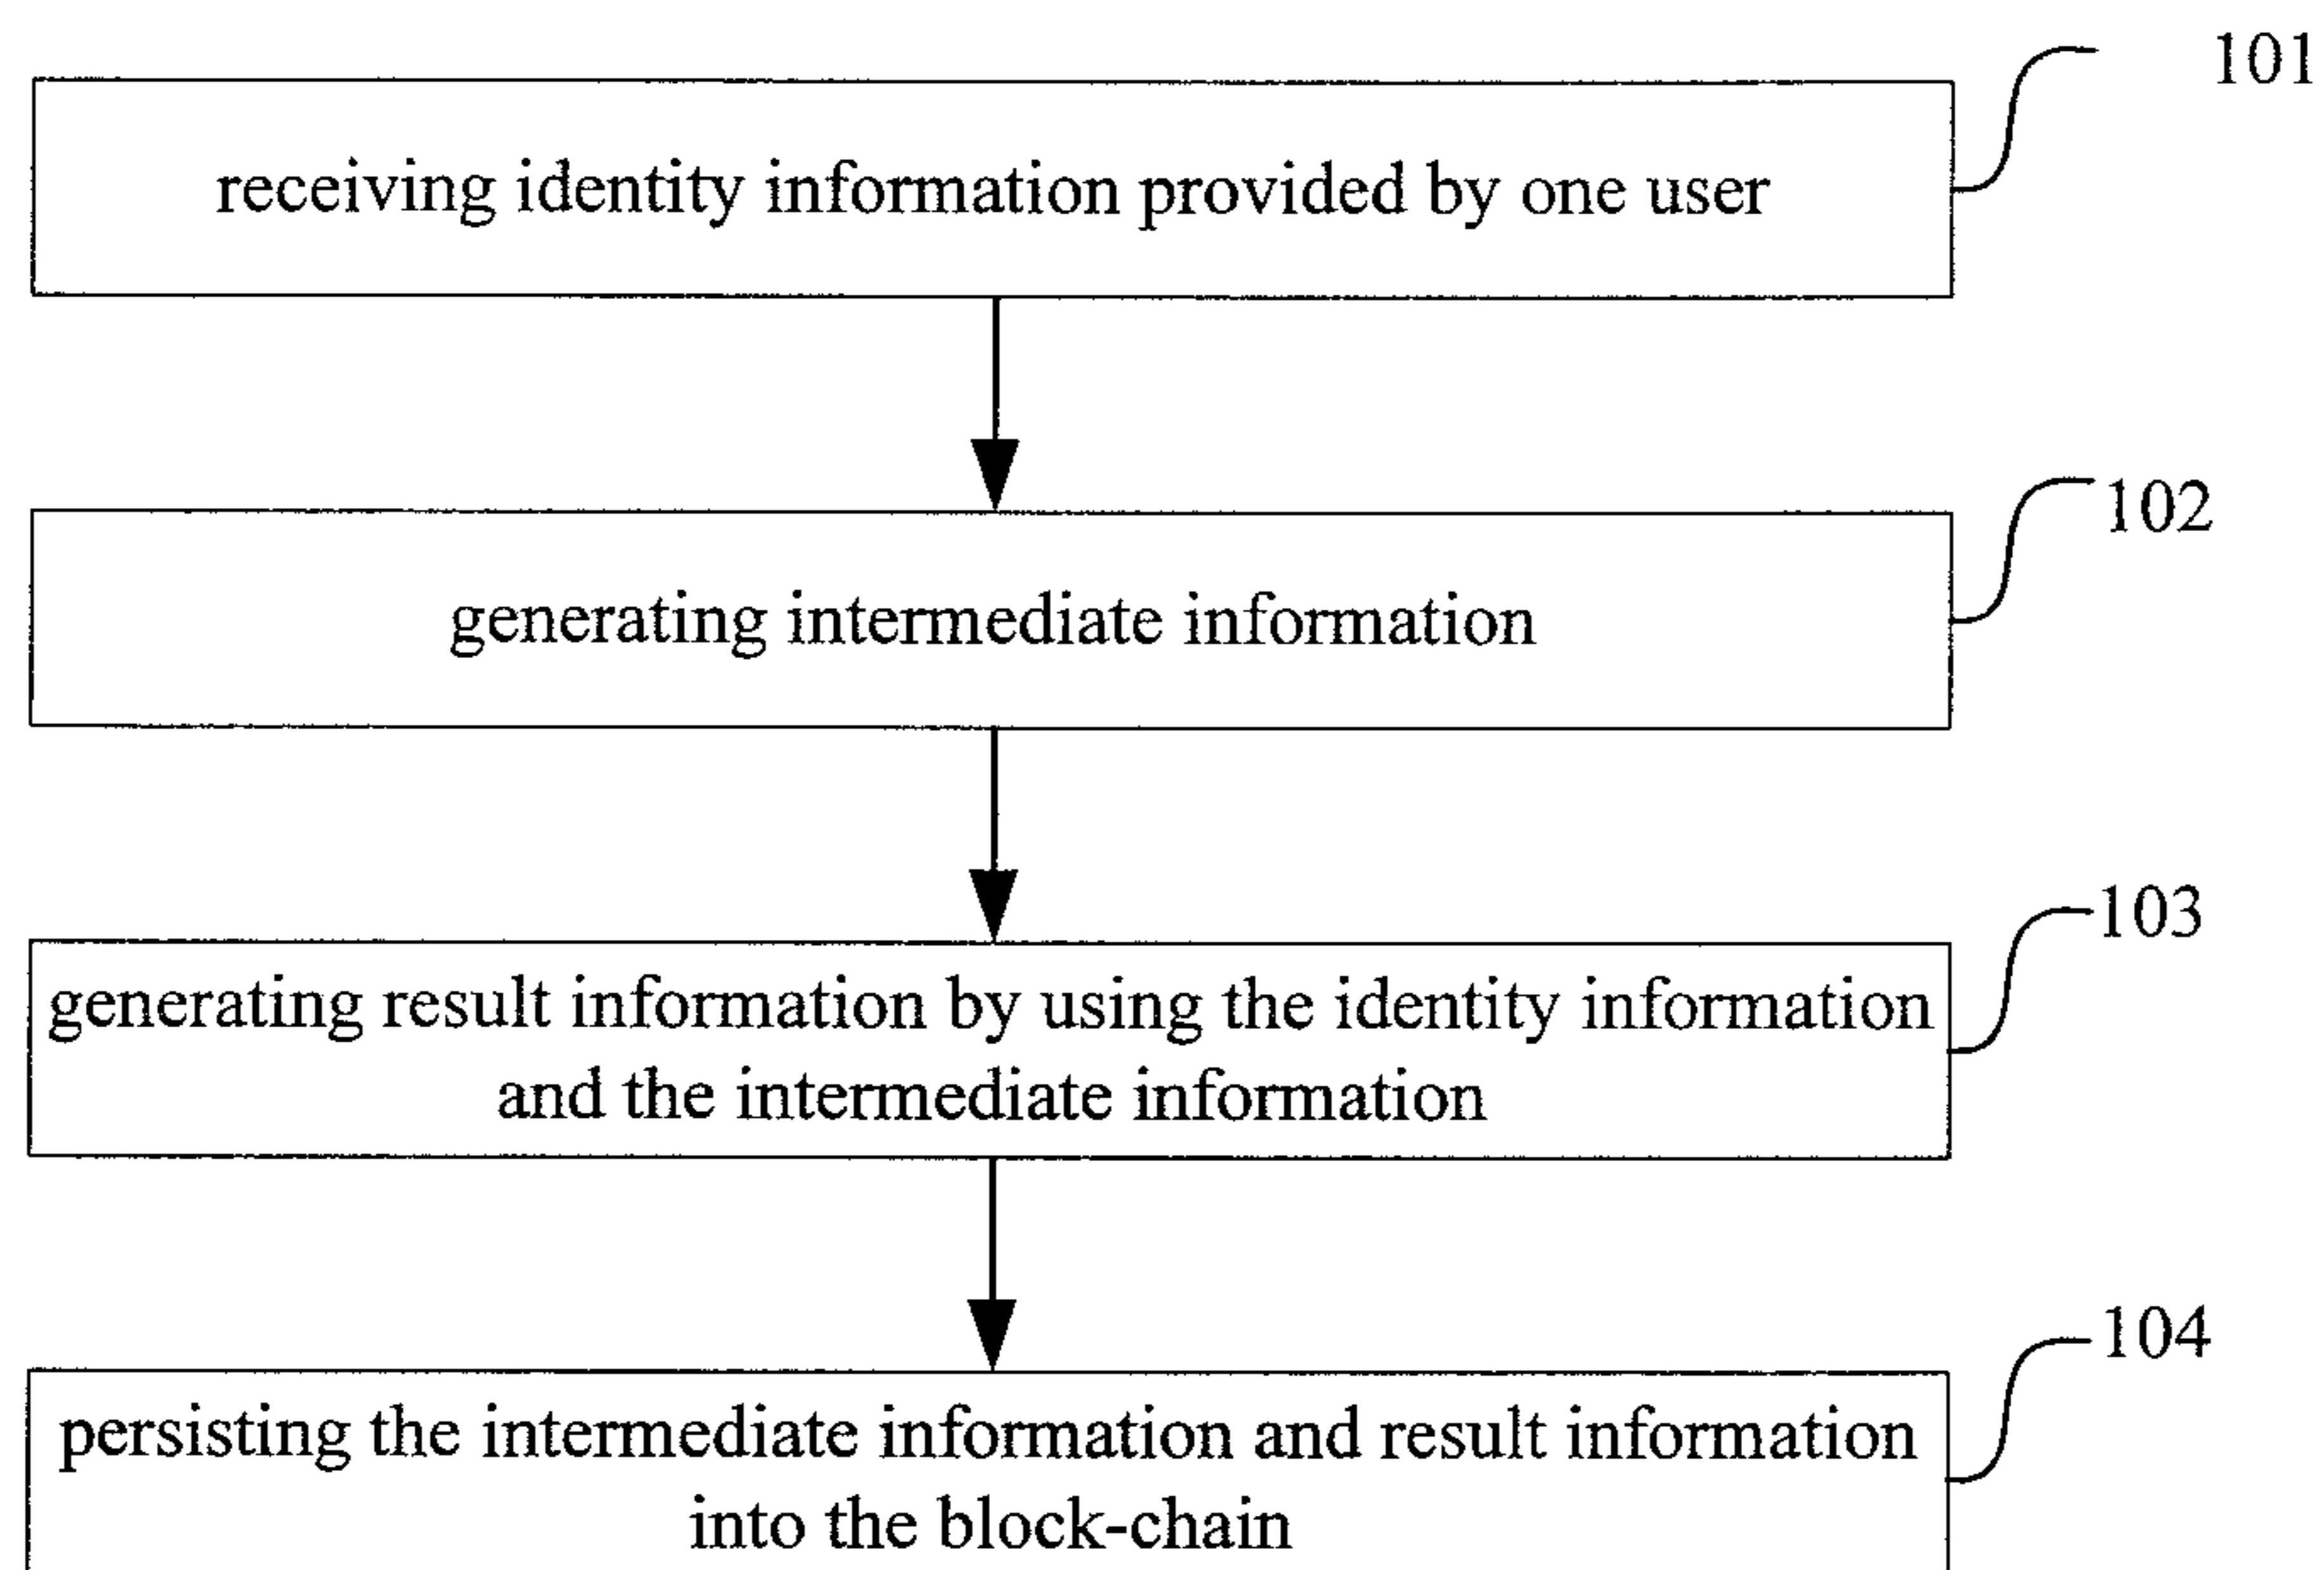 101
receiving identity information provided by one user
102
generating intermediate information
103
generating result information by using the identity information
and the intermediate information
104
persisting the intermediate information and result information
into the block-chain